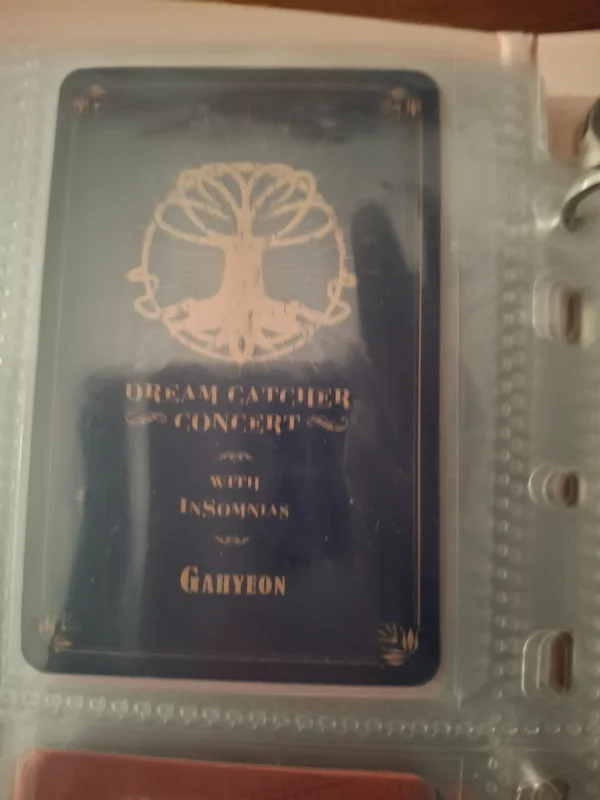 DREAM CATCHER
CONCERT
WITH
INSOMNIAS
GAHYEON